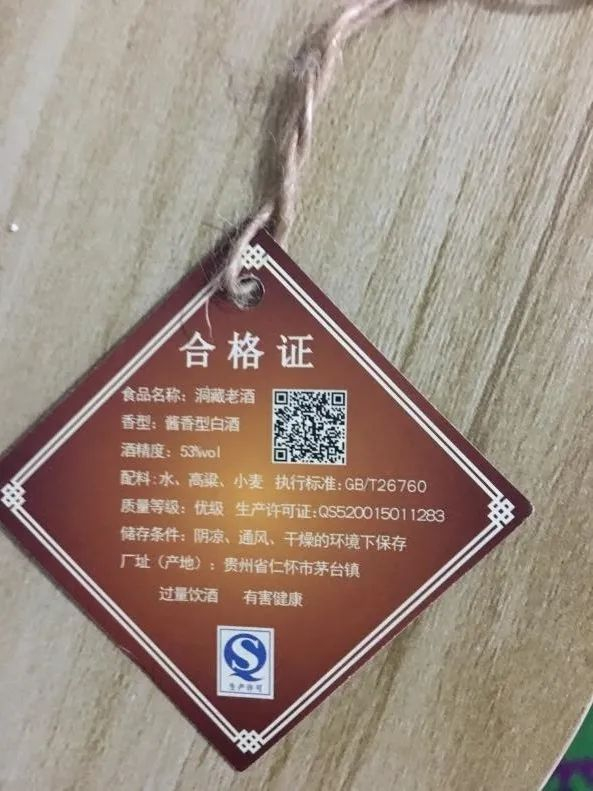 合格证
食品名称：洞藏老酒
香型：酱香型白酒
酒精度：53%vol
配料:水、高粱、小麦 执行标准:GB/T26760
质量等级：优级 生产许可证:QS520015011283
储存条件：阴凉、通风、干燥的环境下保存
厂址（产地）：贵州省仁怀市茅台镇
过量饮酒 有害健康
QS
生产许可